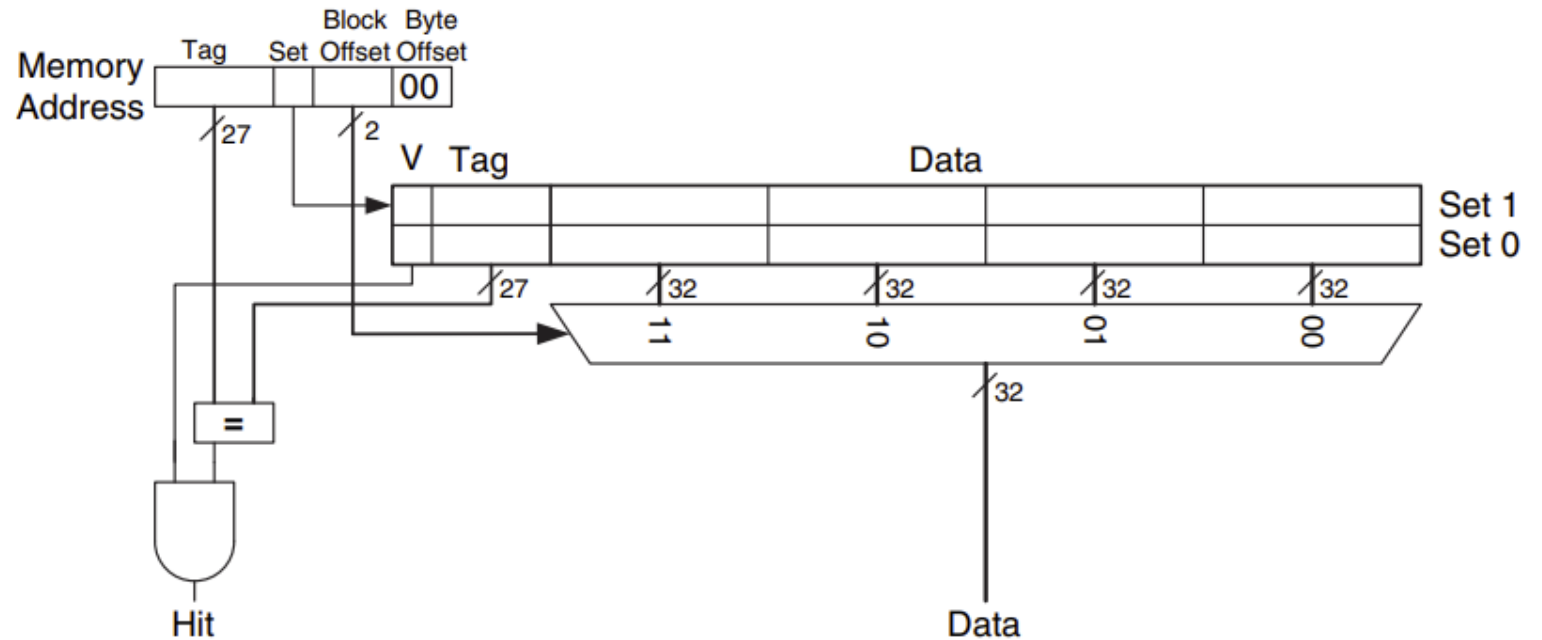 Block Byte
Tag Set Offset Offset
Memory
Address
00
27
2
V Tag Data
Set 1
Set 0
27 32 32 32 32
11 10 01 00
32
=
Hit Data